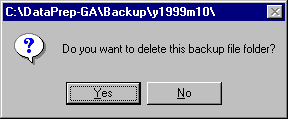 C:\DataPrep-GA\Backup\y1999m10\
Do you want to delete this backup file folder?
Yes
No